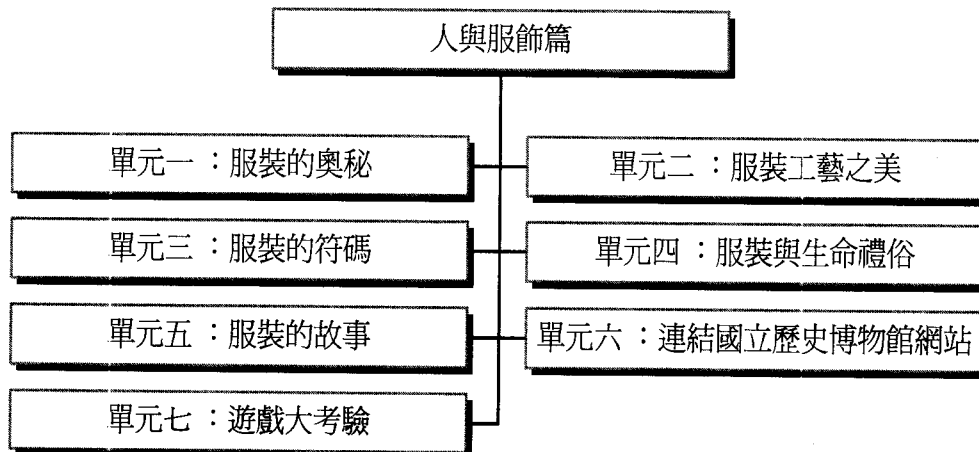 人與服飾篇
單元一：服裝的奧秘
單元二：服裝工藝之美
單元三：服裝的符碼
單元四：服裝與生命禮俗
單元五：服裝的故事
單元六：連結國立歷史博物館網站
單元七：遊戲大考驗